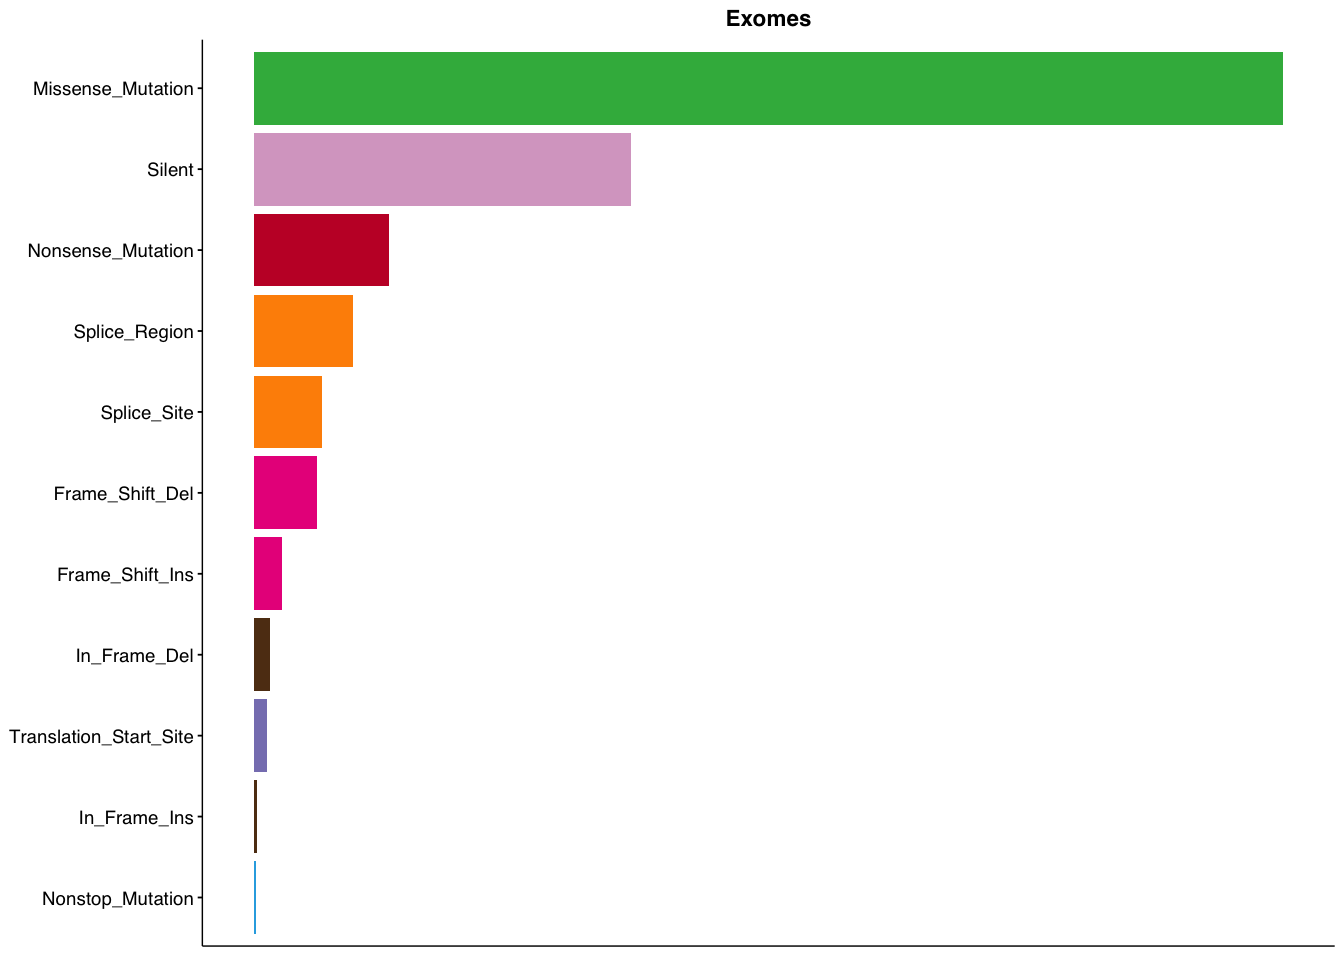 Exomes
Missense_Mutation
Silent
Nonsense_Mutation
Splice_Region
Splice_Site
Frame_Shift_Del
Frame_Shift_Ins
In_Frame_Del
Translation_Start_Site
In_Frame_Ins
Nonstop_Mutation